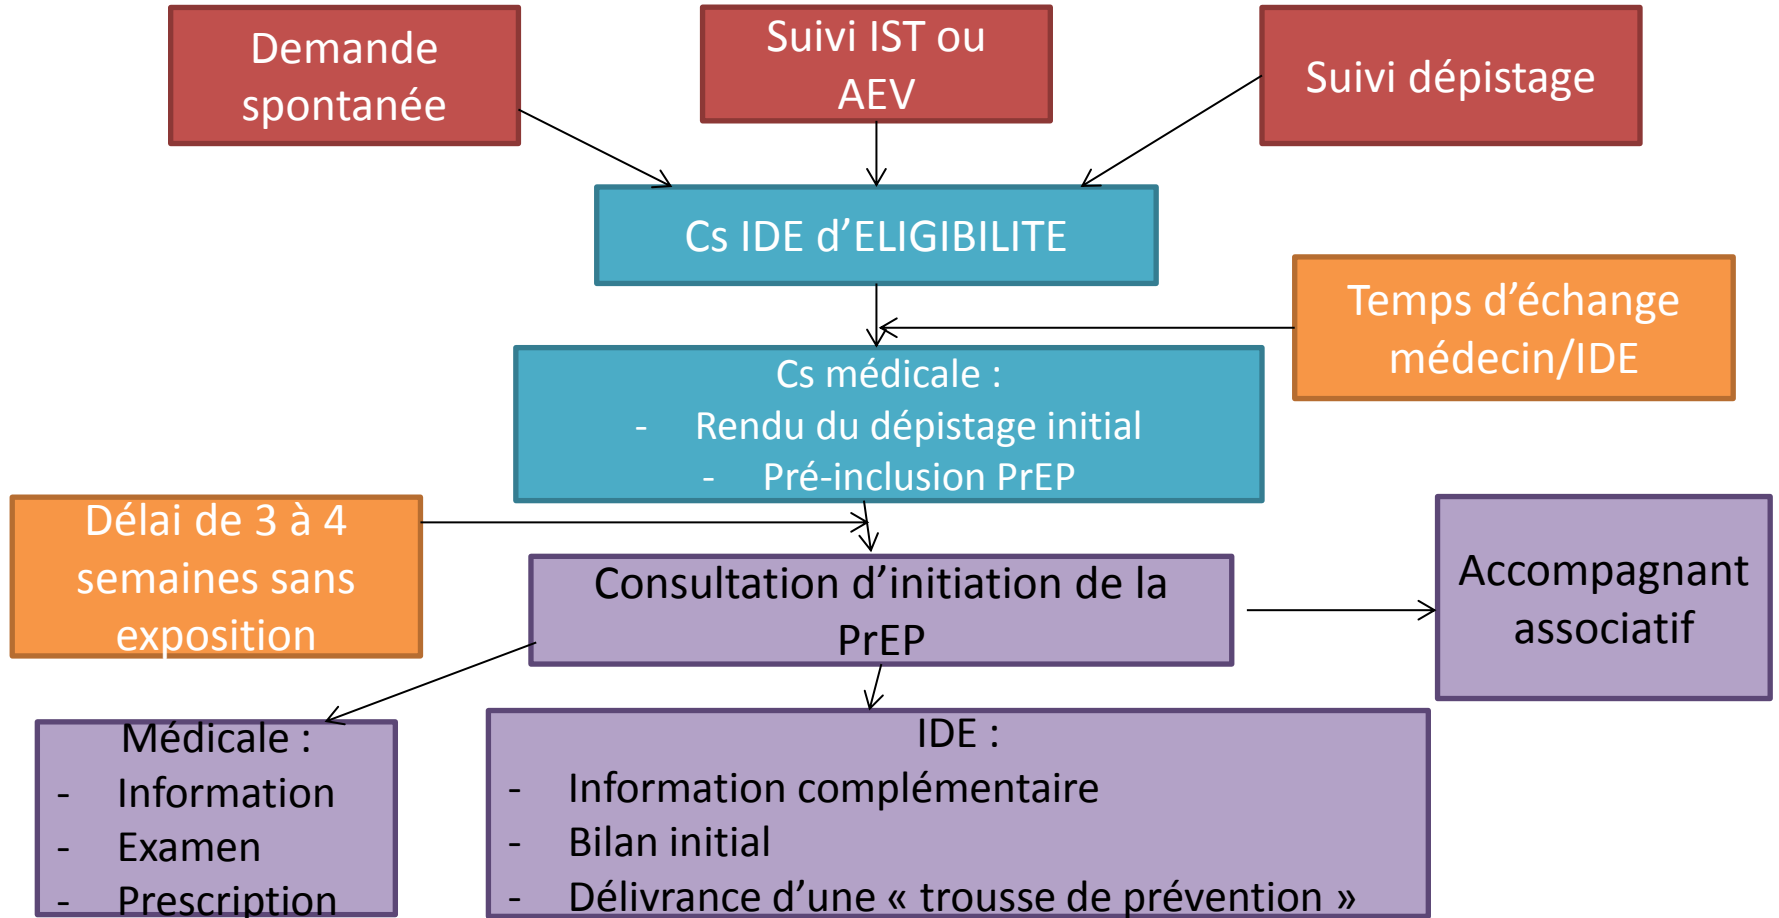 Demande
spontanée
Suivi IST ou
AEV
Suivi dépistage
Cs IDE d’ELIGIBILITE
Temps d’échange
médecin/IDE
Cs médicale :
- Rendu du dépistage initial
- Pré-inclusion PrEP
Délai de 3 à 4
semaines sans
exposition
Consultation d’initiation de la
PrEP
Accompagnant
associatif
Médicale :
- Information
- Examen
- Prescription
IDE :
- Information complémentaire
- Bilan initial
- Délivrance d’une « trousse de prévention »